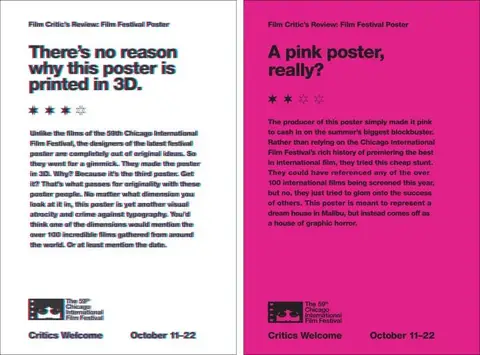 Film Critic's Review: Film Festival Poster
There's no reason
why this poster is
printed in 3D.
Unlike the films of the 59th Chicago International
Film Festival, the designers of the latest festival
poster are completely out of original ideas. So
they went for a gimmick. They made the poster
in 3D. Why? Because it's the third poster. Get
it? That's what passes for originality with these
poster people. No matter what dimension you
look at it in, this poster is yet another visual
atrocity and crime against typography. You'd
think one of the dimensions would mention the
over 100 incredible films gathered from around
the world. Or at least mention the date.
The 59th
Chicago
International
Film Festival
Critics Welcome October 11–22
Film Critic's Review: Film Festival Poster
A pink poster,
really?
The producer of this poster simply made it pink
to cash in on the summer's biggest blockbuster.
Rather than relying on the Chicago International
Film Festival's rich history of premiering the best
in international film, they tried this cheap stunt.
They could have referenced any of the over
100 international films being screened this year,
but no, they just tried to glom onto the success
of others. This poster is meant to represent a
dream house in Malibu, but instead comes off as
a house of graphic horror.
The 59th
Chicago
International
Film Festival
Critics Welcome October 11–22